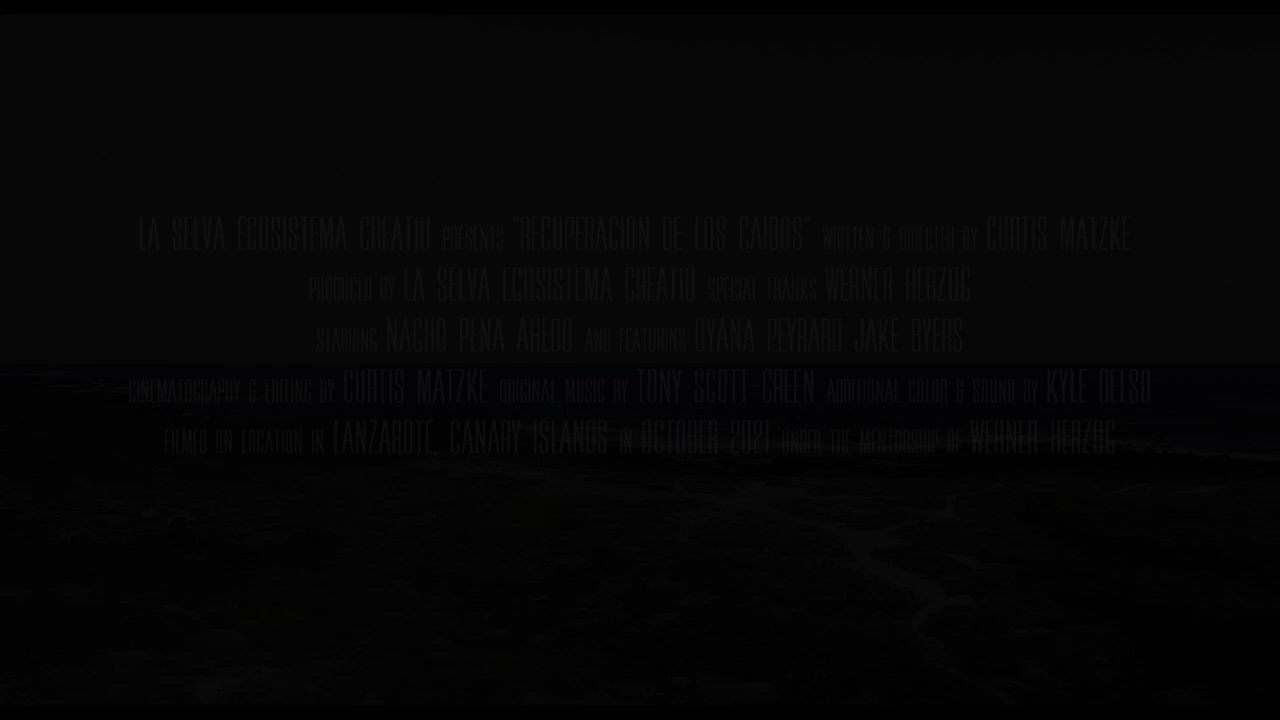 LA SELVA ECOSISTEMA CREATIU PRESENTS "RECUPERACION DE LOS CAIDOS" WRITTEN & DIRECTED BY CURTIS MATZKE
PRODUCED BY LA SELVA ECOSISTEMA CREATIU SPECIAL THANKS WERNER HERZOG
STARRING NACHO PENA AHEDO AND FEATURING OYANA PEYRARD JAKE BYERS
CINEMATOGRAPHY & EDITING BY CURTIS MATZKE ORIGINAL MUSIC BY TONY SCOTT-GREEN ADDITIONAL COLOR & SOUND BY KYLE DELSO
FILMED ON LOCATION IN LANZAROTE, CANARY ISLANDS IN OCTOBER 2021 UNDER THE MENTORSHIP OF WERNER HERZOG